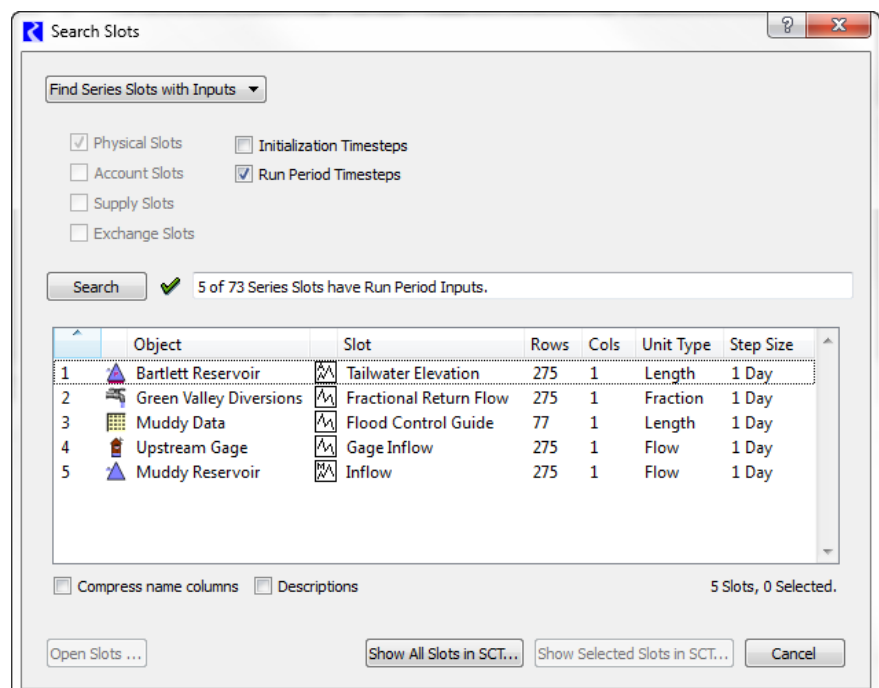 Search Slots
Find Series Slots with Inputs
Physical Slots
Initialization Timesteps
Account Slots
Run Period Timesteps
Supply Slots
Exchange Slots
Search
5 of 73 Series Slots have Run Period Inputs.
Object Slot Rows Cols Unit Type Step Size
1 Bartlett Reservoir Tailwater Elevation 275 1 Length 1 Day
2 Green Valley Diversions Fractional Return Flow 275 1 Fraction 1 Day
3 Muddy Data Flood Control Guide 77 1 Length 1 Day
4 Upstream Gage Gage Inflow 275 1 Flow 1 Day
5 Muddy Reservoir Inflow 275 1 Flow 1 Day
Compress name columns Descriptions 5 Slots, 0 Selected.
Open Slots ... Show All Slots in SCT... Show Selected Slots in SCT... Cancel